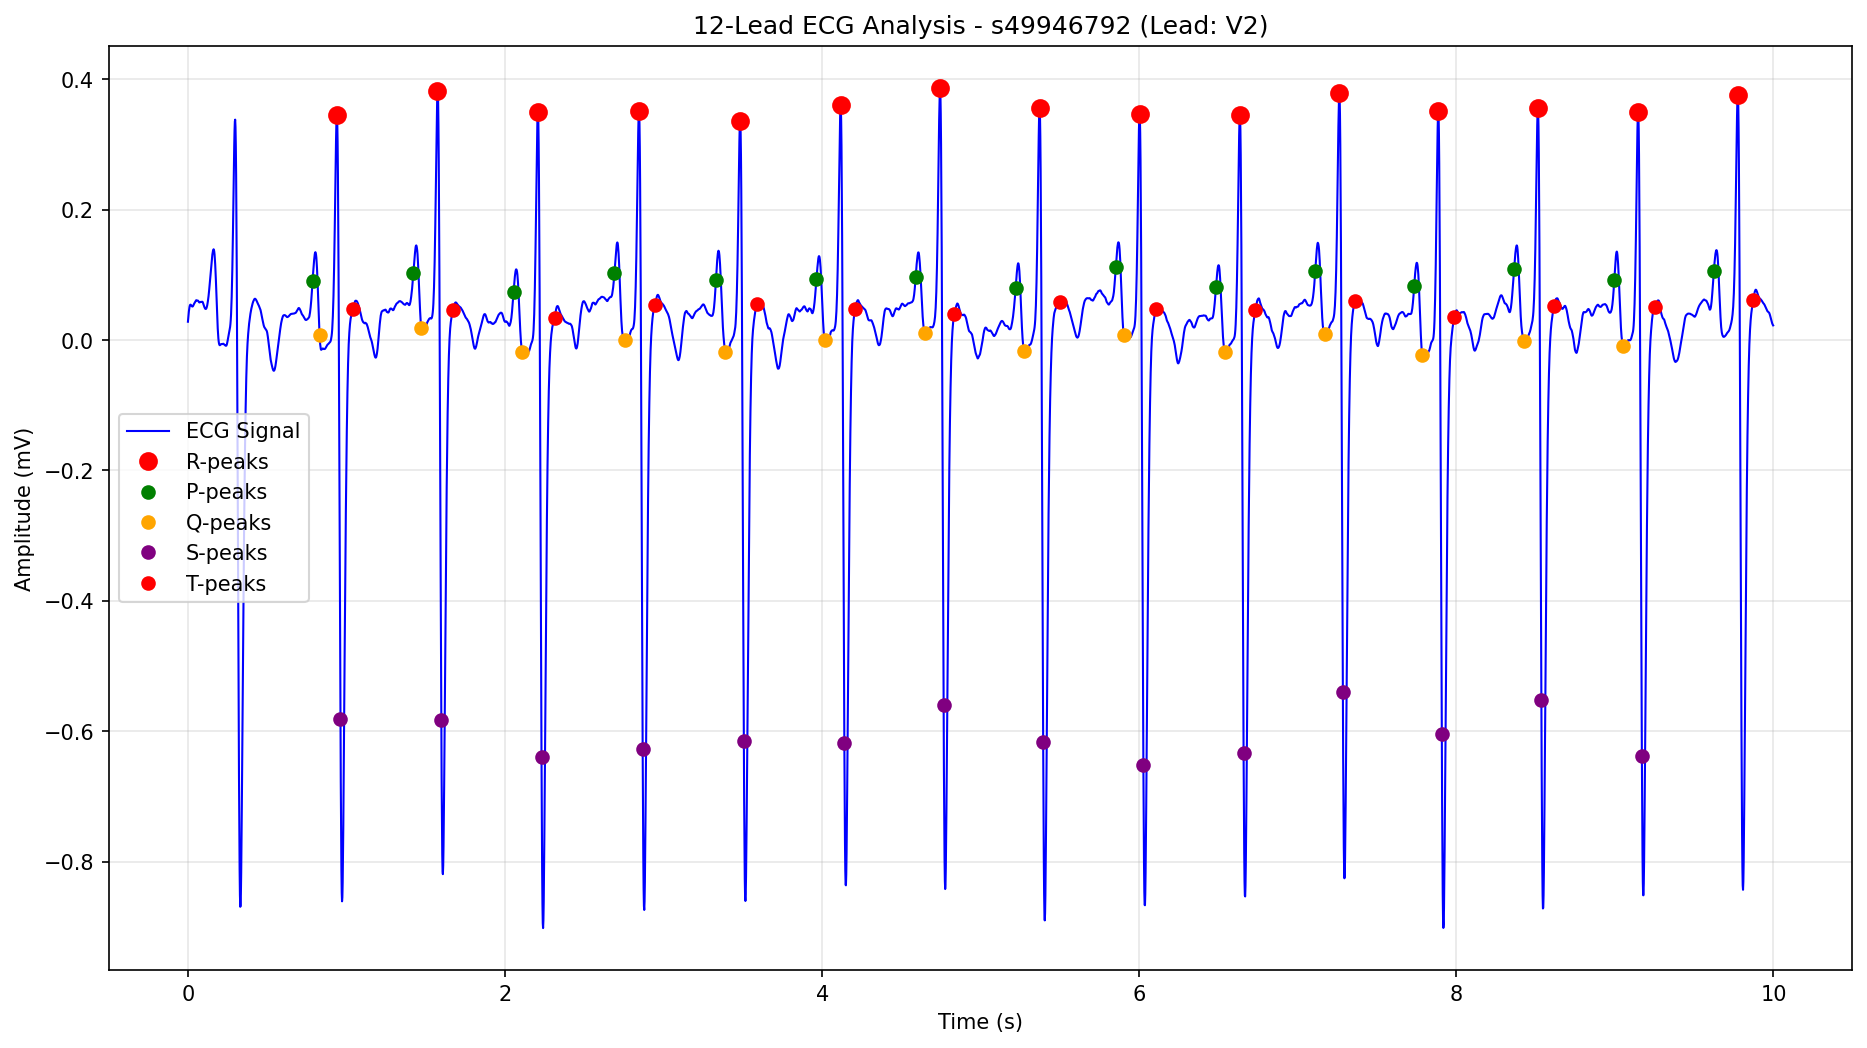 12-Lead ECG Analysis - s49946792 (Lead: V2)
Amplitude (mV)
0.4
0.2
0.0
−0.2
−0.4
−0.6
−0.8
ECG Signal
R-peaks
P-peaks
Q-peaks
S-peaks
T-peaks
0 2 4 6 8 10
Time (s)